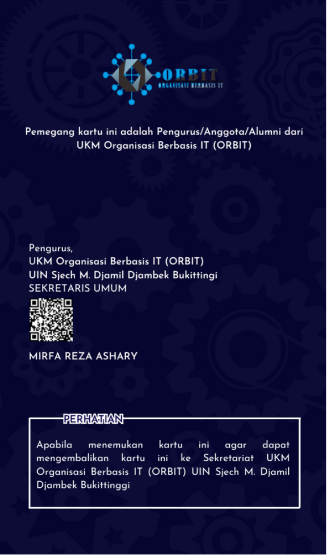 ORBIT
ORGANISASI BERBASIS IT
Pemegang kartu ini adalah Pengurus/Anggota/Alumni dari
UKM Organisasi Berbasis IT (ORBIT)
Pengurus,
UKM Organisasi Berbasis IT (ORBIT)
UIN Sjech M. Djamil Djambek Bukittingi
SEKRETARIS UMUM
MIRFA REZA ASHARY
PERHATIAN
Apabila menemukan kartu ini agar dapat
mengembalikan kartu ini ke Sekretariat UKM
Organisasi Berbasis IT (ORBIT) UIN Sjech M. Djamil
Djambek Bukittinggi